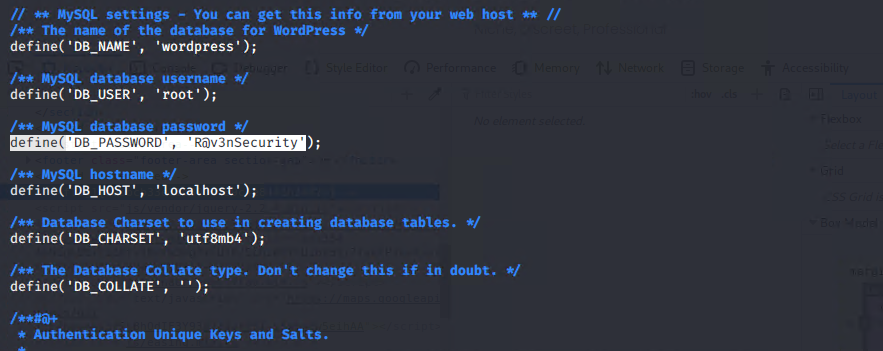 // ** MySQL settings - You can get this info from your web host ** //
/** The name of the database for WordPress */
define('DB_NAME', 'wordpress');
/** MySQL database username */
define('DB_USER', 'root');
/** MySQL database password */
define('DB_PASSWORD', 'R@v3nSecurity');
/** MySQL hostname */
define('DB_HOST', 'localhost');
/** Database Charset to use in creating database tables. */
define('DB_CHARSET', 'utf8mb4');
/** The Database Collate type. Don't change this if in doubt. */
define('DB_COLLATE', '');
/**#@+
* Authentication Unique Keys and Salts.
*
Debugger
Style Editor
Performance
Memory
Network
Storage
Accessibility
Layout
No element selected.
Flexbox
Grid
Box Model